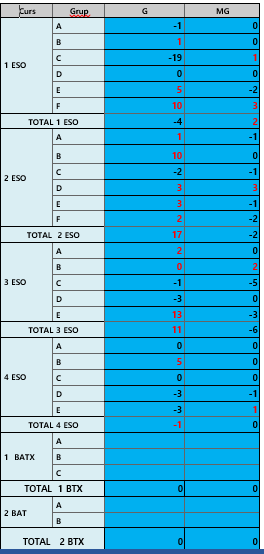 Curs Grup G MG
1 ESO
A -1 0
B 1 0
C -19 1
D 0 0
E 5 -2
F 10 3
TOTAL 1 ESO -4 2
2 ESO
A 1 -1
B 10 0
C -2 -1
D 3 3
E 3 -1
F 2 -2
TOTAL 2 ESO 17 -2
3 ESO
A 2 0
B 0 2
C -1 -5
D -3 0
E 13 -3
TOTAL 3 ESO 11 -6
4 ESO
A 0 0
B 5 0
C 0 0
D -3 -1
E -3 1
TOTAL 4 ESO -1 0
1 BATX
A
B
C
TOTAL 1 BTX 0 0
2 BAT
A
B
TOTAL 2 BTX 0 0